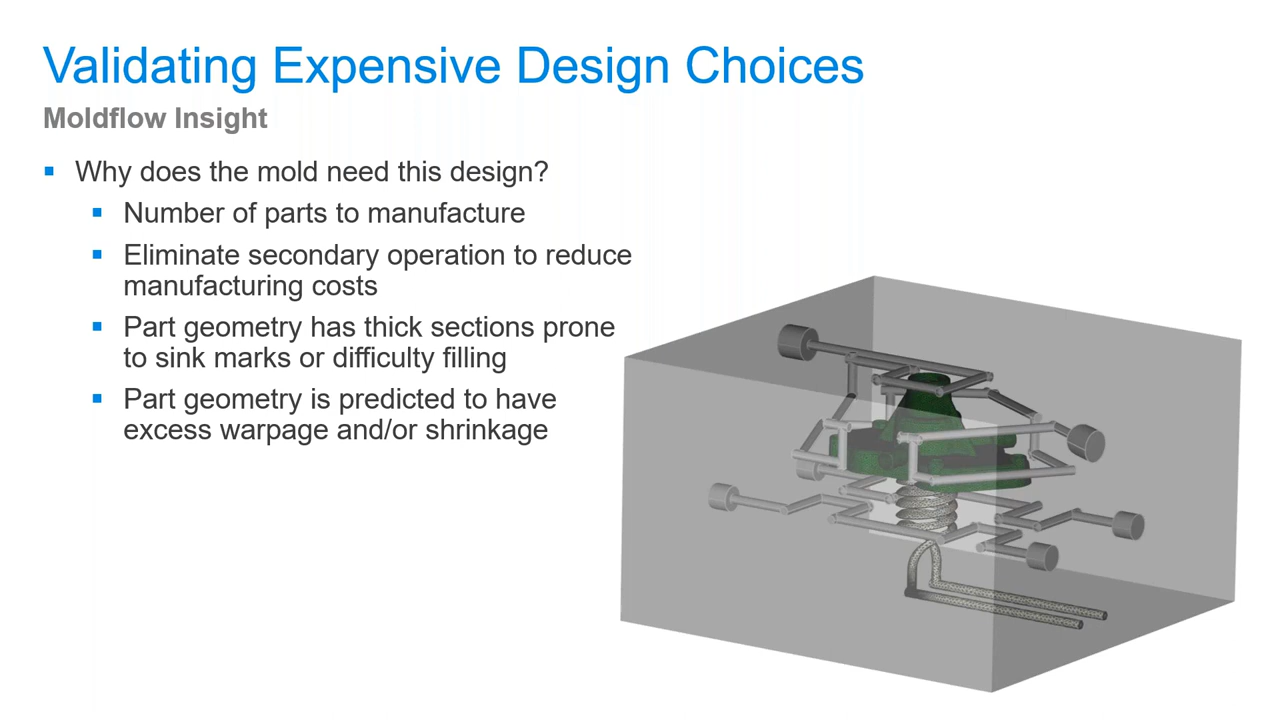 Validating Expensive Design Choices
Moldflow Insight
Why does the mold need this design?
Number of parts to manufacture
Eliminate secondary operation to reduce
manufacturing costs
Part geometry has thick sections prone
to sink marks or difficulty filling
Part geometry is predicted to have
excess warpage and/or shrinkage